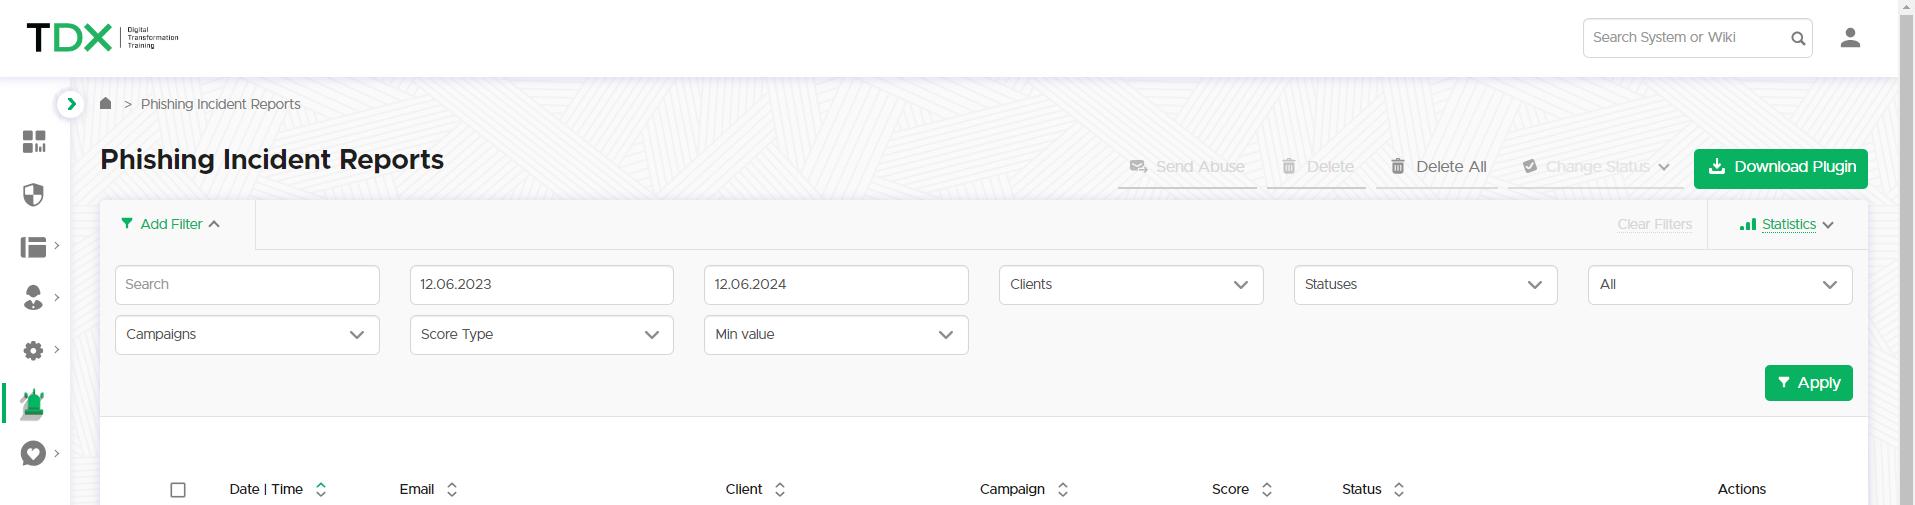 TDX
Digital
Transformation
Training
Search System or Wiki
> Phishing Incident Reports
Phishing Incident Reports
Send Abuse Delete Delete All Change Status Download Plugin
Add Filter Clear Filters Statistics
Search 12.06.2023 12.06.2024 Clients Statuses All
Campaigns Score Type Min value
Apply
Date | Time Email Client Campaign Score Status Actions